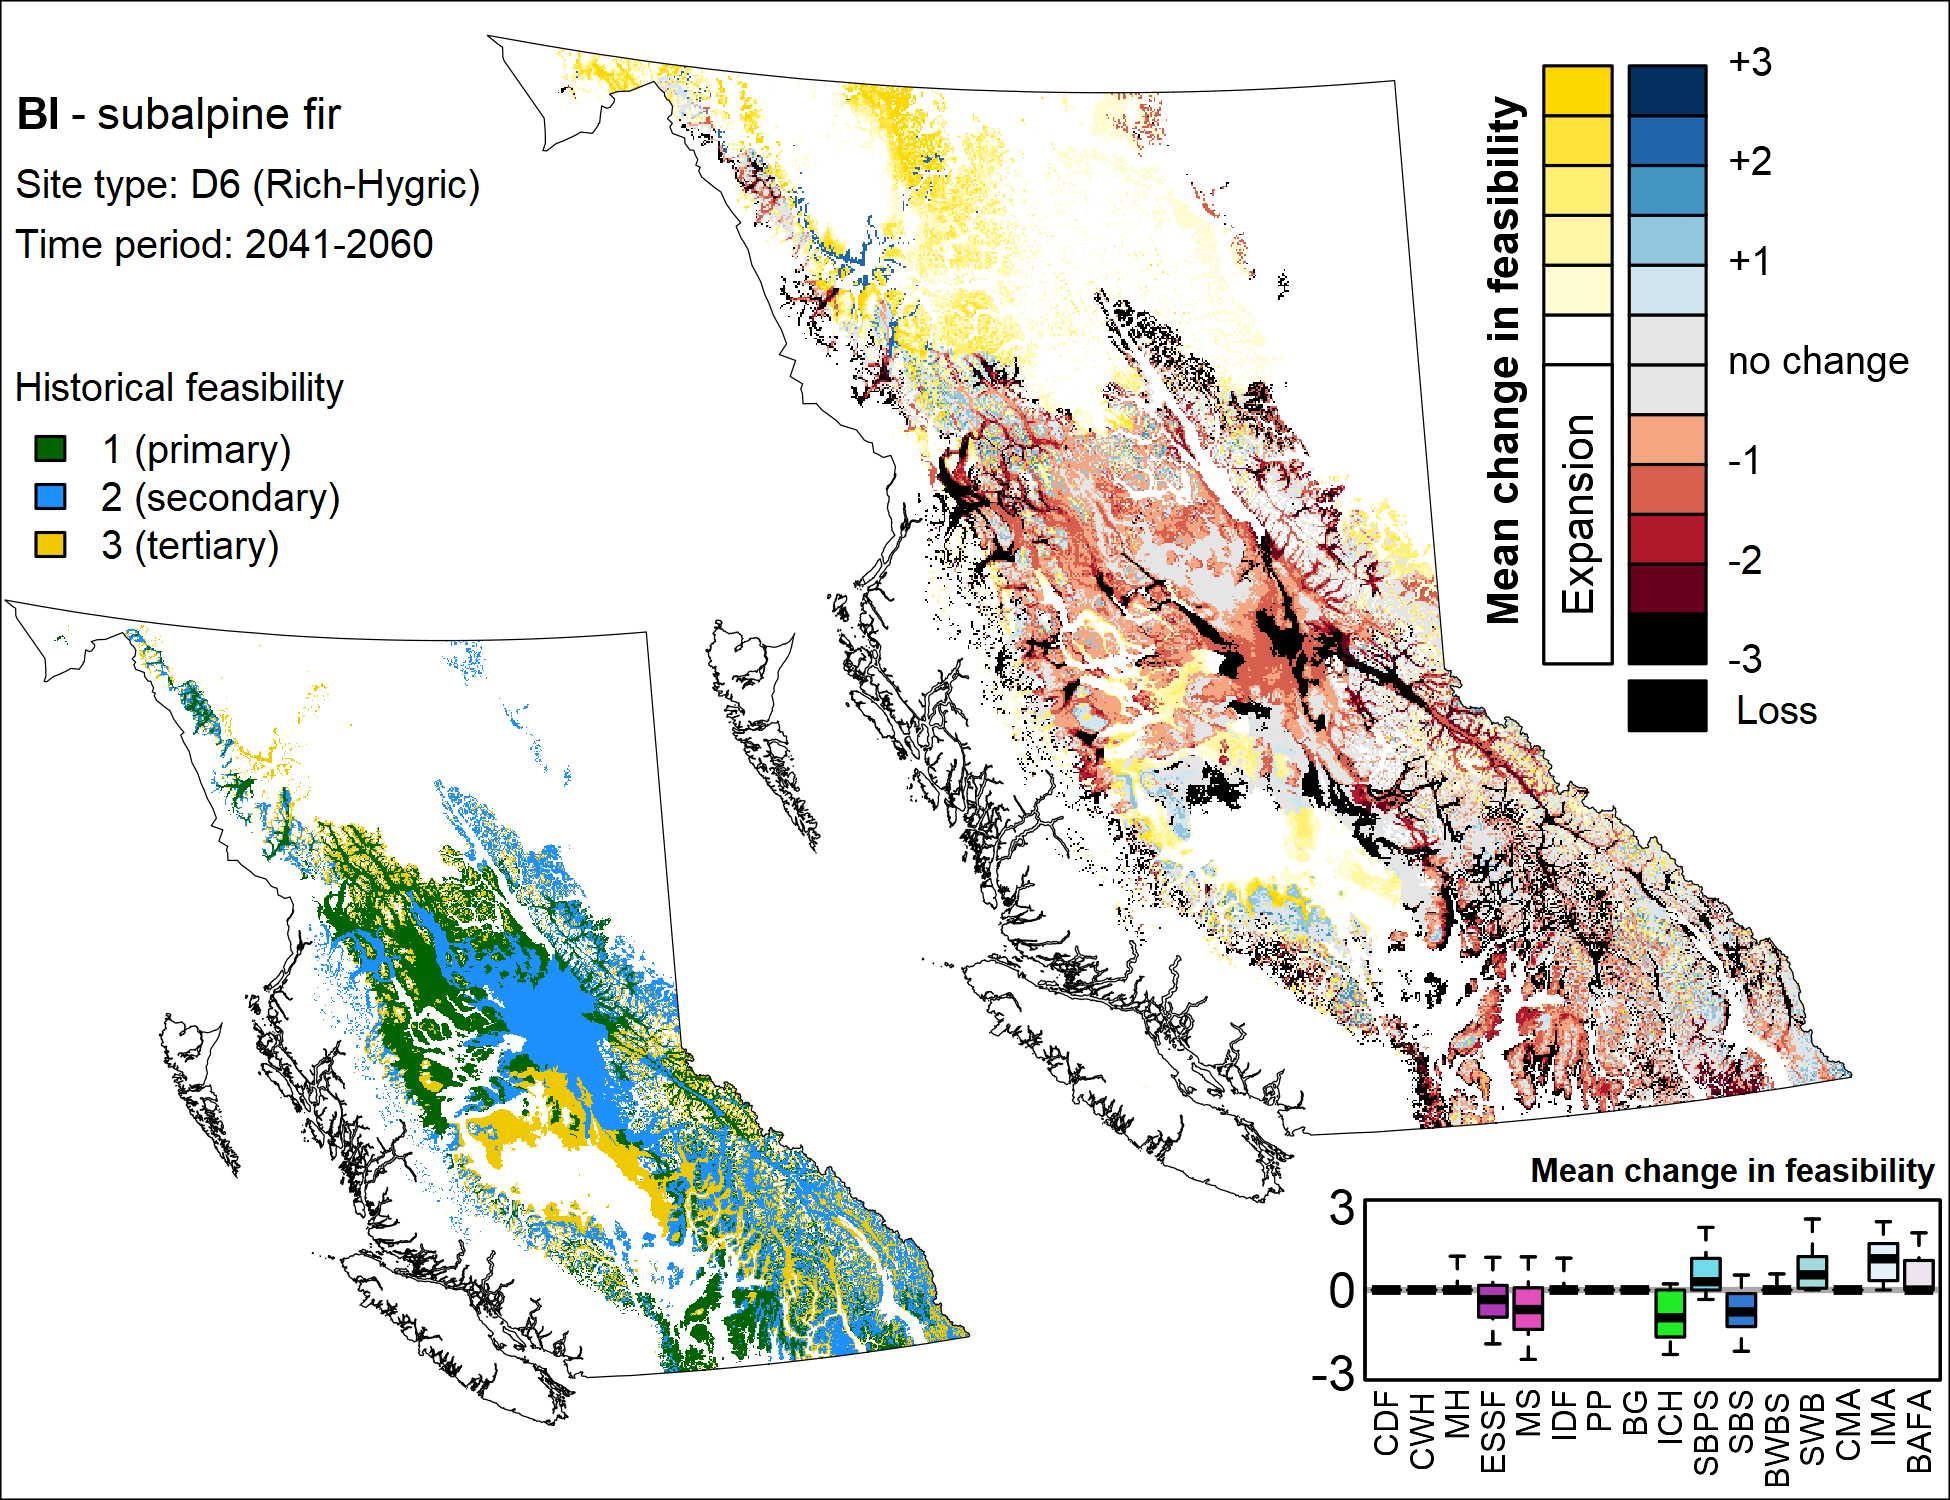 Bl - subalpine fir
Site type: D6 (Rich-Hygric)
Time period: 2041-2060
Historical feasibility
1 (primary)
2 (secondary)
3 (tertiary)
Mean change in feasibility
Expansion
+3
+2
+1
no change
-1
-2
-3
Loss
Mean change in feasibility
3
0
-3
CDF
CWH
MH
ESSF
MS
IDF
PP
BG
ICH
SBPS
SBS
BWBS
SWB
CMA
IMA
BAFA